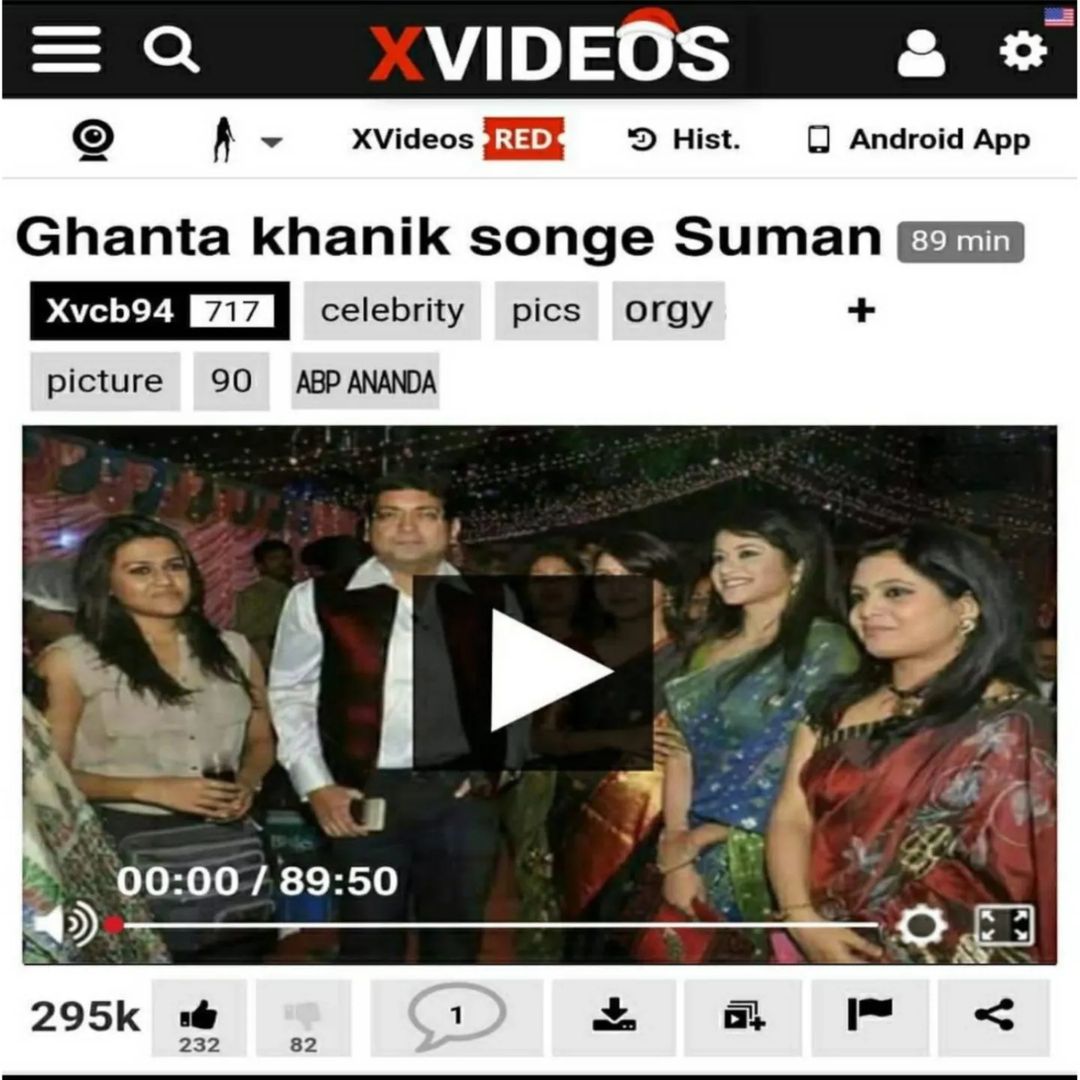 XVIDEOS
XVideos RED Hist. Android App
Ghanta khanik songe Suman 89 min
Xvcb94 717 celebrity pics orgy +
picture 90 ABP ANANDA
00:00 / 89:50
295k 232 82 1